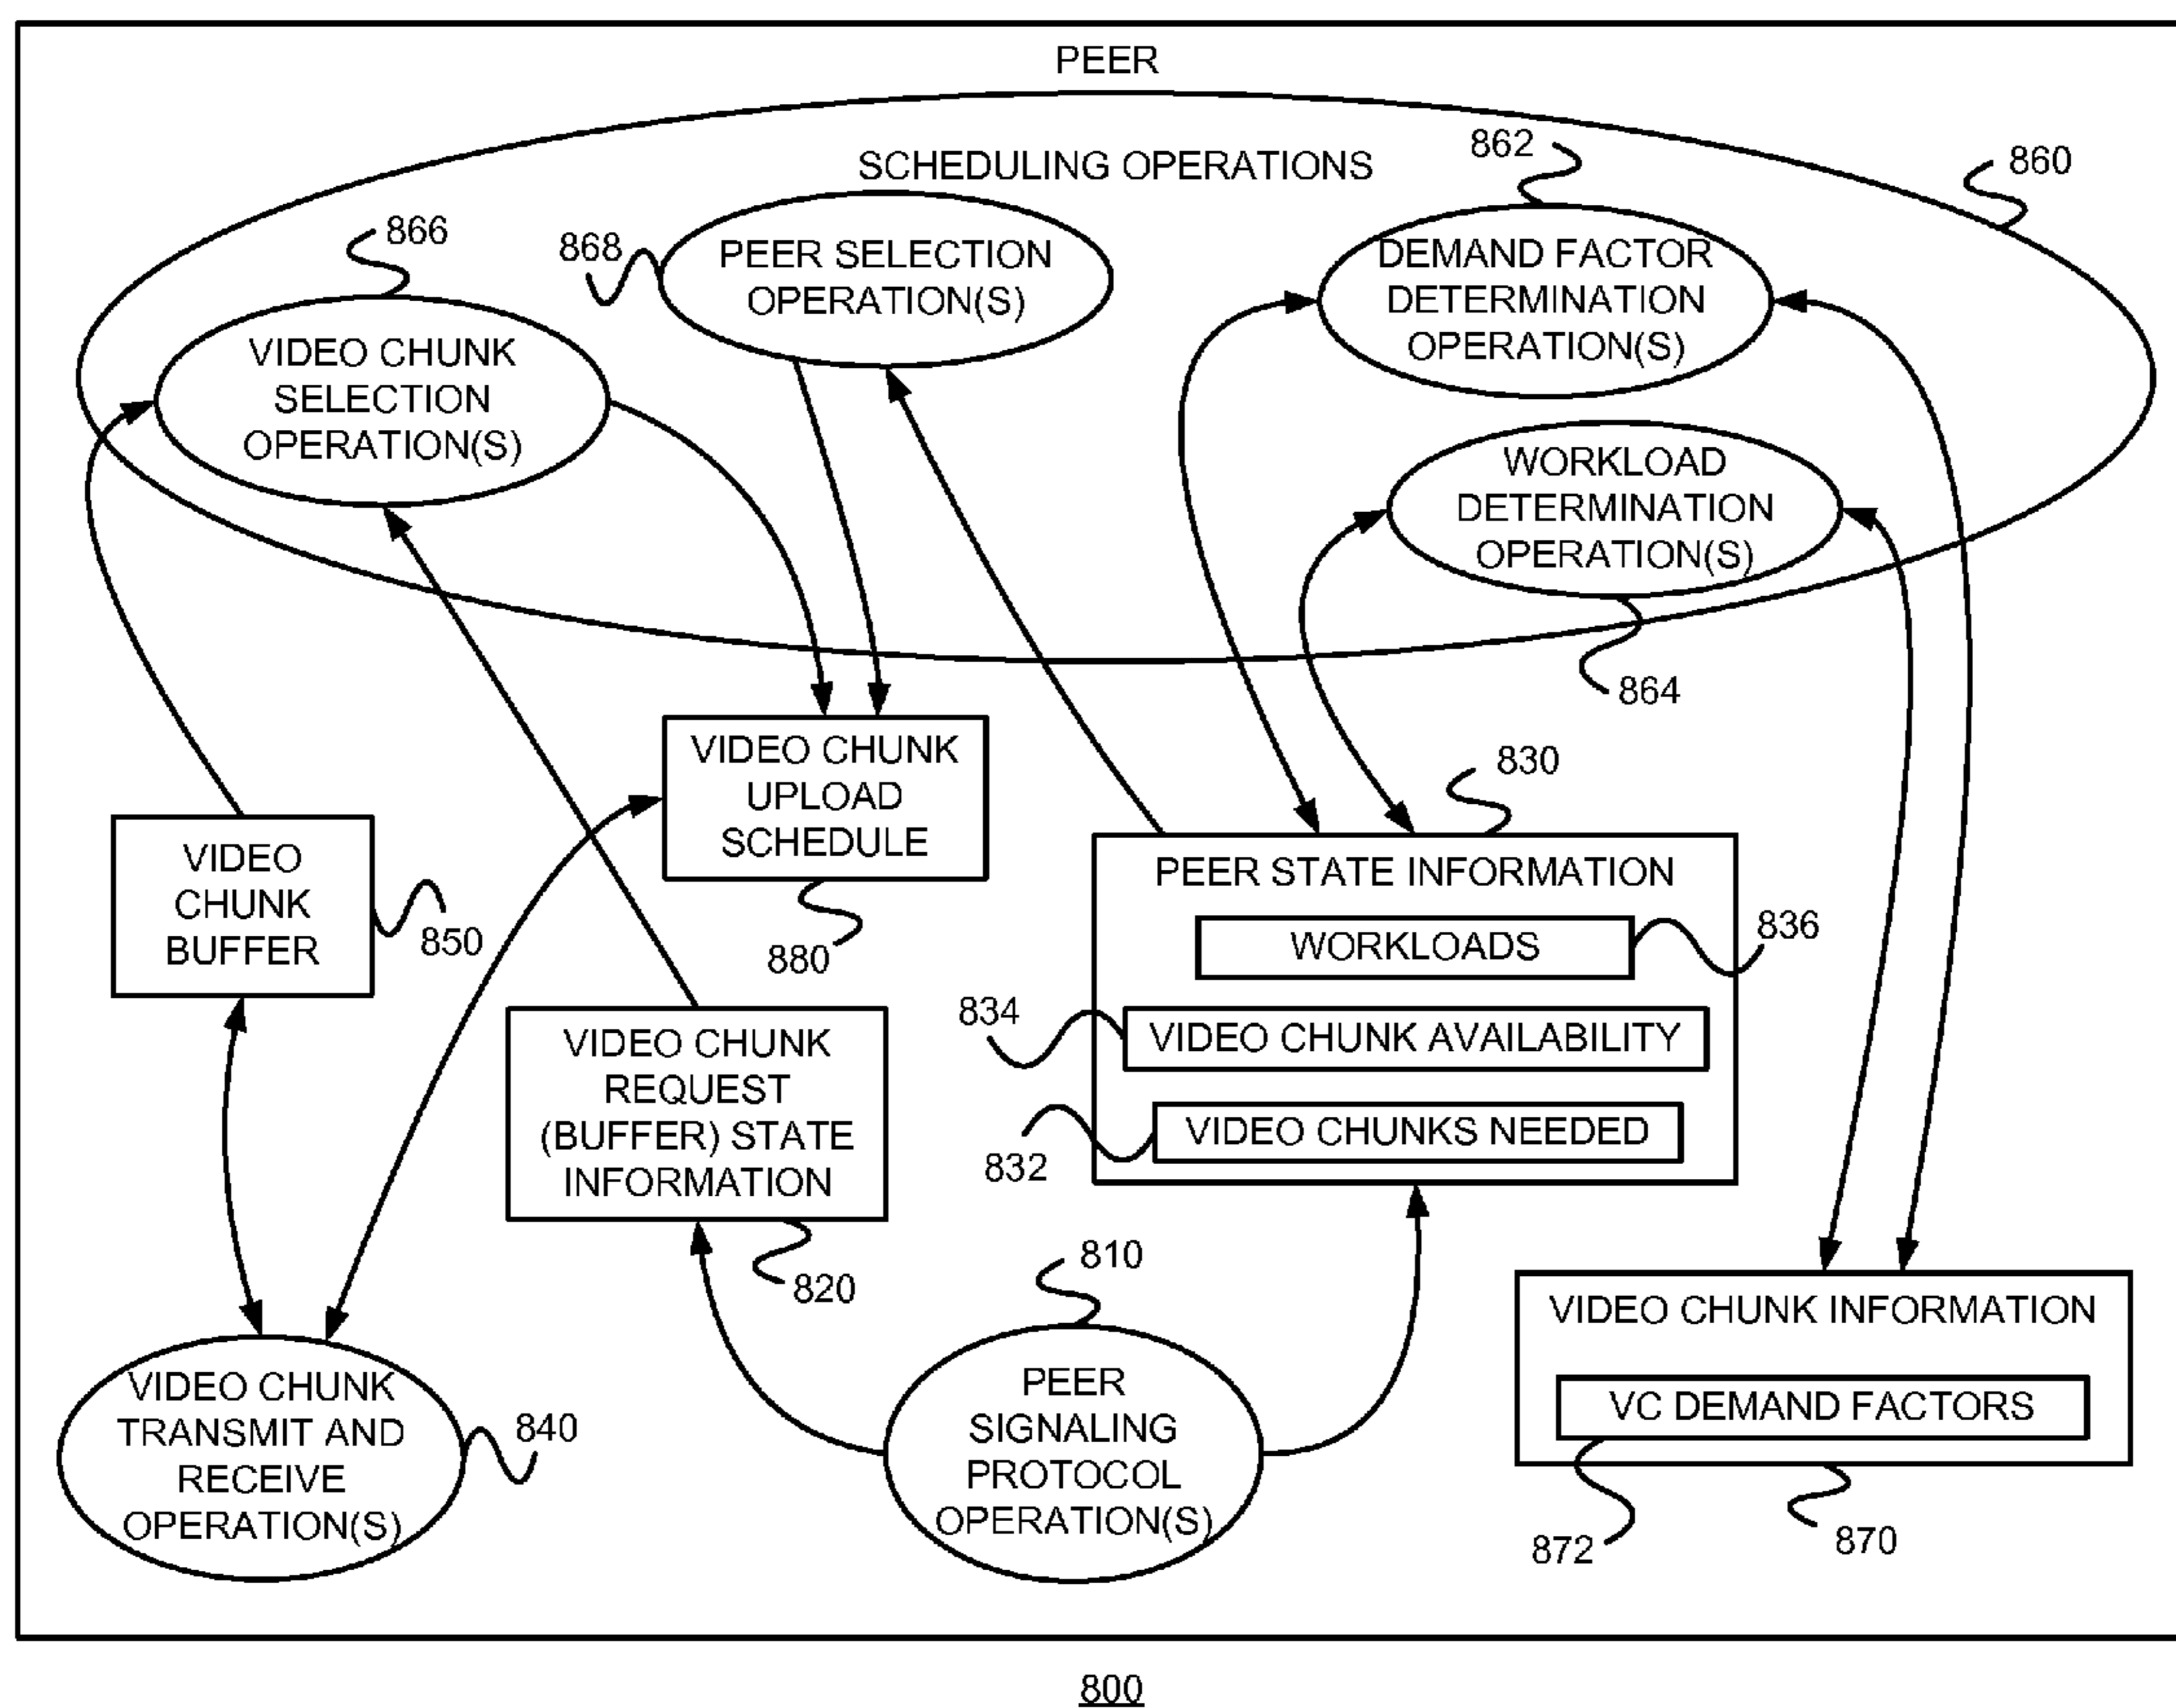 PEER
SCHEDULING OPERATIONS
862
860
866
868
PEER SELECTION
OPERATION(S)
DEMAND FACTOR
DETERMINATION
OPERATION(S)
VIDEO CHUNK
SELECTION
OPERATION(S)
WORKLOAD
DETERMINATION
OPERATION(S)
864
VIDEO CHUNK
UPLOAD
SCHEDULE
880
830
VIDEO
CHUNK
BUFFER
850
PEER STATE INFORMATION
WORKLOADS
836
834
VIDEO CHUNK AVAILABILITY
VIDEO CHUNKS NEEDED
832
VIDEO CHUNK
REQUEST
(BUFFER) STATE
INFORMATION
820
810
VIDEO CHUNK INFORMATION
VC DEMAND FACTORS
872
870
VIDEO CHUNK
TRANSMIT AND
RECEIVE
OPERATION(S)
840
PEER
SIGNALING
PROTOCOL
OPERATION(S)
800